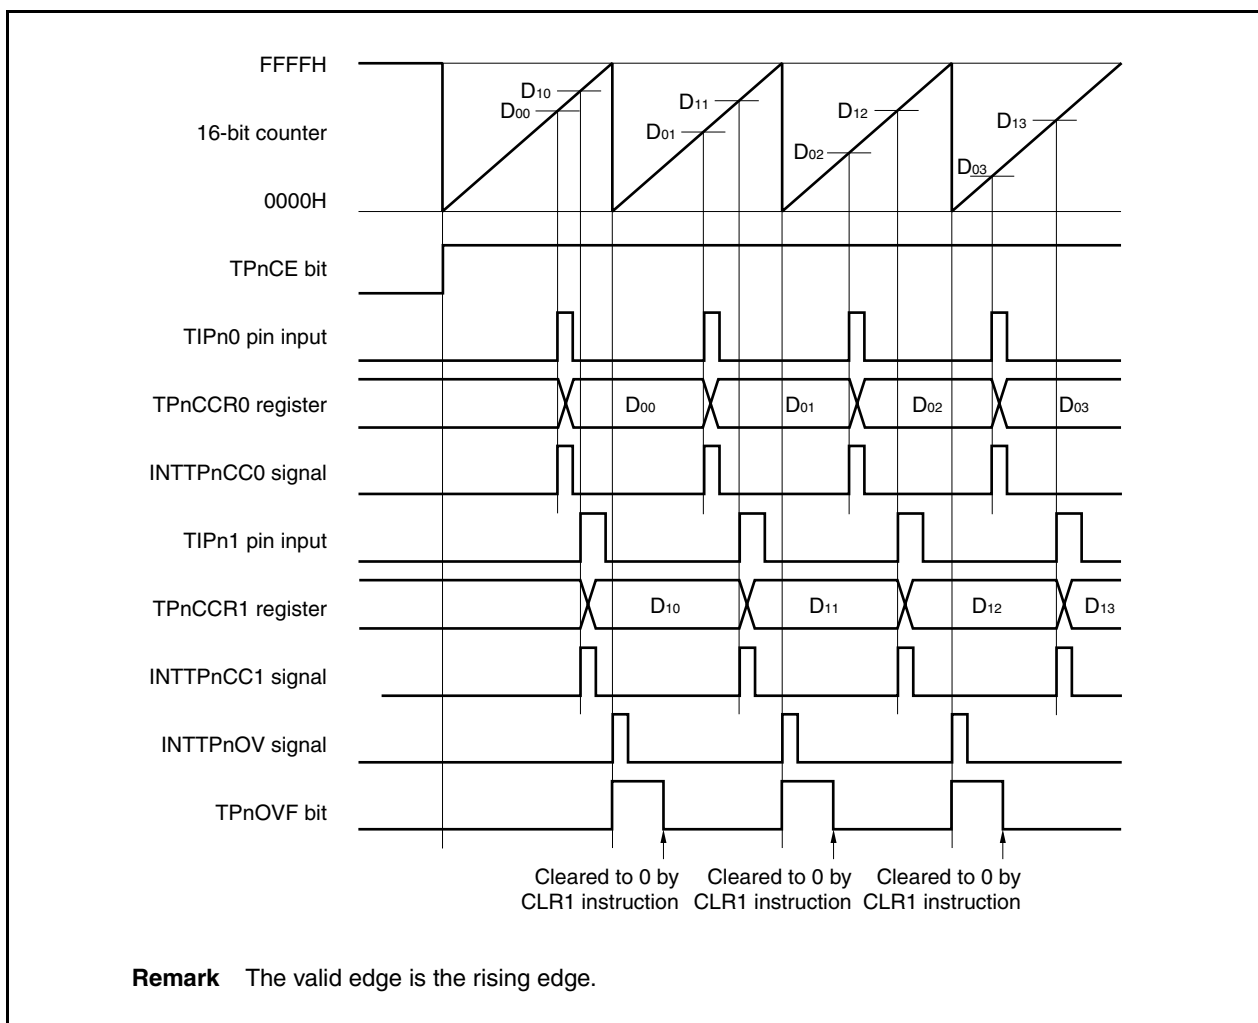 FFFFH
D10
D00
D11
D01
D12
D02
D13
D03
16-bit counter
0000H
TPnCE bit
TIPn0 pin input
TPnCCR0 register
D00
D01
D02
D03
INTTPnCC0 signal
TIPn1 pin input
TPnCCR1 register
D10
D11
D12
D13
INTTPnCC1 signal
INTTPnOV signal
TPnOVF bit
Cleared to 0 by
CLR1 instruction
Cleared to 0 by
CLR1 instruction
Cleared to 0 by
CLR1 instruction
Remark The valid edge is the rising edge.